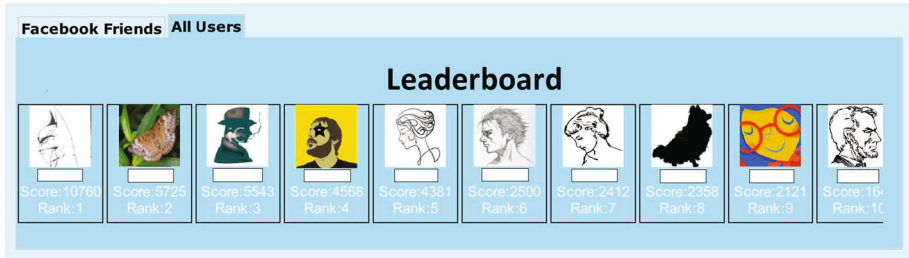 Facebook Friends All Users
Leaderboard
Score:10760 Score:5725 Score:5543 Score:4568 Score:4381 Score:2500 Score:2412 Score:2358 Score:2121
Rank:1 Rank:2 Rank:3 Rank:4 Rank:5 Rank:6 Rank:7 Rank:8 Rank:9 Rank:10